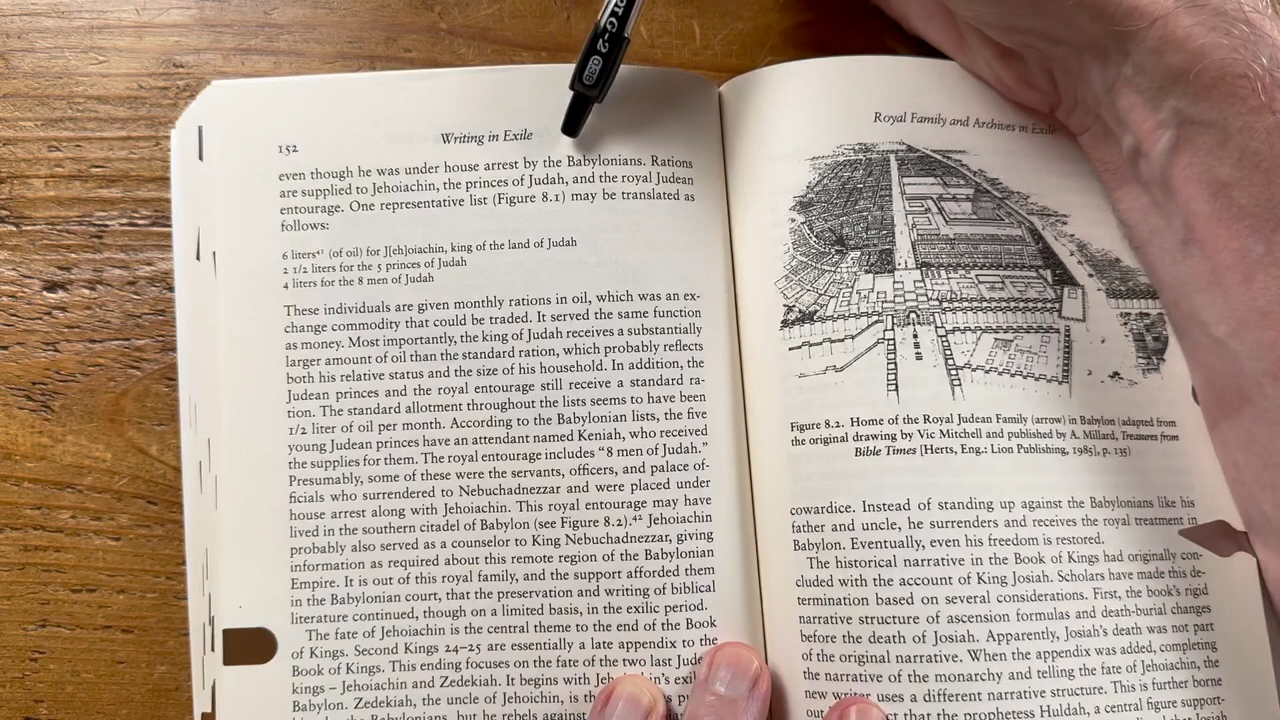 G-2 0.38
152
Writing in Exile
even though he was under house arrest by the Babylonians. Rations
are supplied to Jehoiachin, the princes of Judah, and the royal Judean
entourage. One representative list (Figure 8.1) may be translated as
follows:
6 liters⁴¹ (of oil) for J[eh]oiachin, king of the land of Judah
2 1/2 liters for the 5 princes of Judah
4 liters for the 8 men of Judah
These individuals are given monthly rations in oil, which was an ex-
change commodity that could be traded. It served the same function
as money. Most importantly, the king of Judah receives a substantially
larger amount of oil than the standard ration, which probably reflects
both his relative status and the size of his household. In addition, the
Judean princes and the royal entourage still receive a standard ra-
tion. The standard allotment throughout the lists seems to have been
1/2 liter of oil per month. According to the Babylonian lists, the five
young Judean princes have an attendant named Keniah, who received
the supplies for them. The royal entourage includes “8 men of Judah.”
Presumably, some of these were the servants, officers, and palace of-
ficials who surrendered to Nebuchadnezzar and were placed under
house arrest along with Jehoiachin. This royal entourage may have
lived in the southern citadel of Babylon (see Figure 8.2).⁴² Jehoiachin
probably also served as a counselor to King Nebuchadnezzar, giving
information as required about this remote region of the Babylonian
Empire. It is out of this royal family, and the support afforded them
in the Babylonian court, that the preservation and writing of biblical
literature continued, though on a limited basis, in the exilic period.
The fate of Jehoiachin is the central theme to the end of the Book
of Kings. Second Kings 24–25 are essentially a late appendix to the
Book of Kings. This ending focuses on the fate of the two last
kings – Jehoiachin and Zedekiah. It begins with
Babylon. Zedekiah, the uncle of Jehoichin, is
by the Babylonians, but he rebels against
Royal Family and Archives in Exile
Figure 8.2. Home of the Royal Judean Family (arrow) in Babylon (adapted from
the original drawing by Vic Mitchell and published by A. Millard, Treasures from
Bible Times [Herts, Eng.: Lion Publishing, 1985], p. 135)
cowardice. Instead of standing up against the Babylonians like his
father and uncle, he surrenders and receives the royal treatment in
Babylon. Eventually, even his freedom is restored.
The historical narrative in the Book of Kings had originally con-
cluded with the account of King Josiah. Scholars have made this de-
termination based on several considerations. First, the book’s rigid
narrative structure of ascension formulas and death-burial changes
before the death of Josiah. Apparently, Josiah’s death was not part
of the original narrative. When the appendix was added, completing
the narrative of the monarchy and telling the fate of Jehoiachin, the
new writer uses a different narrative structure. This is further borne
that the prophetess Huldah, a central figure support-